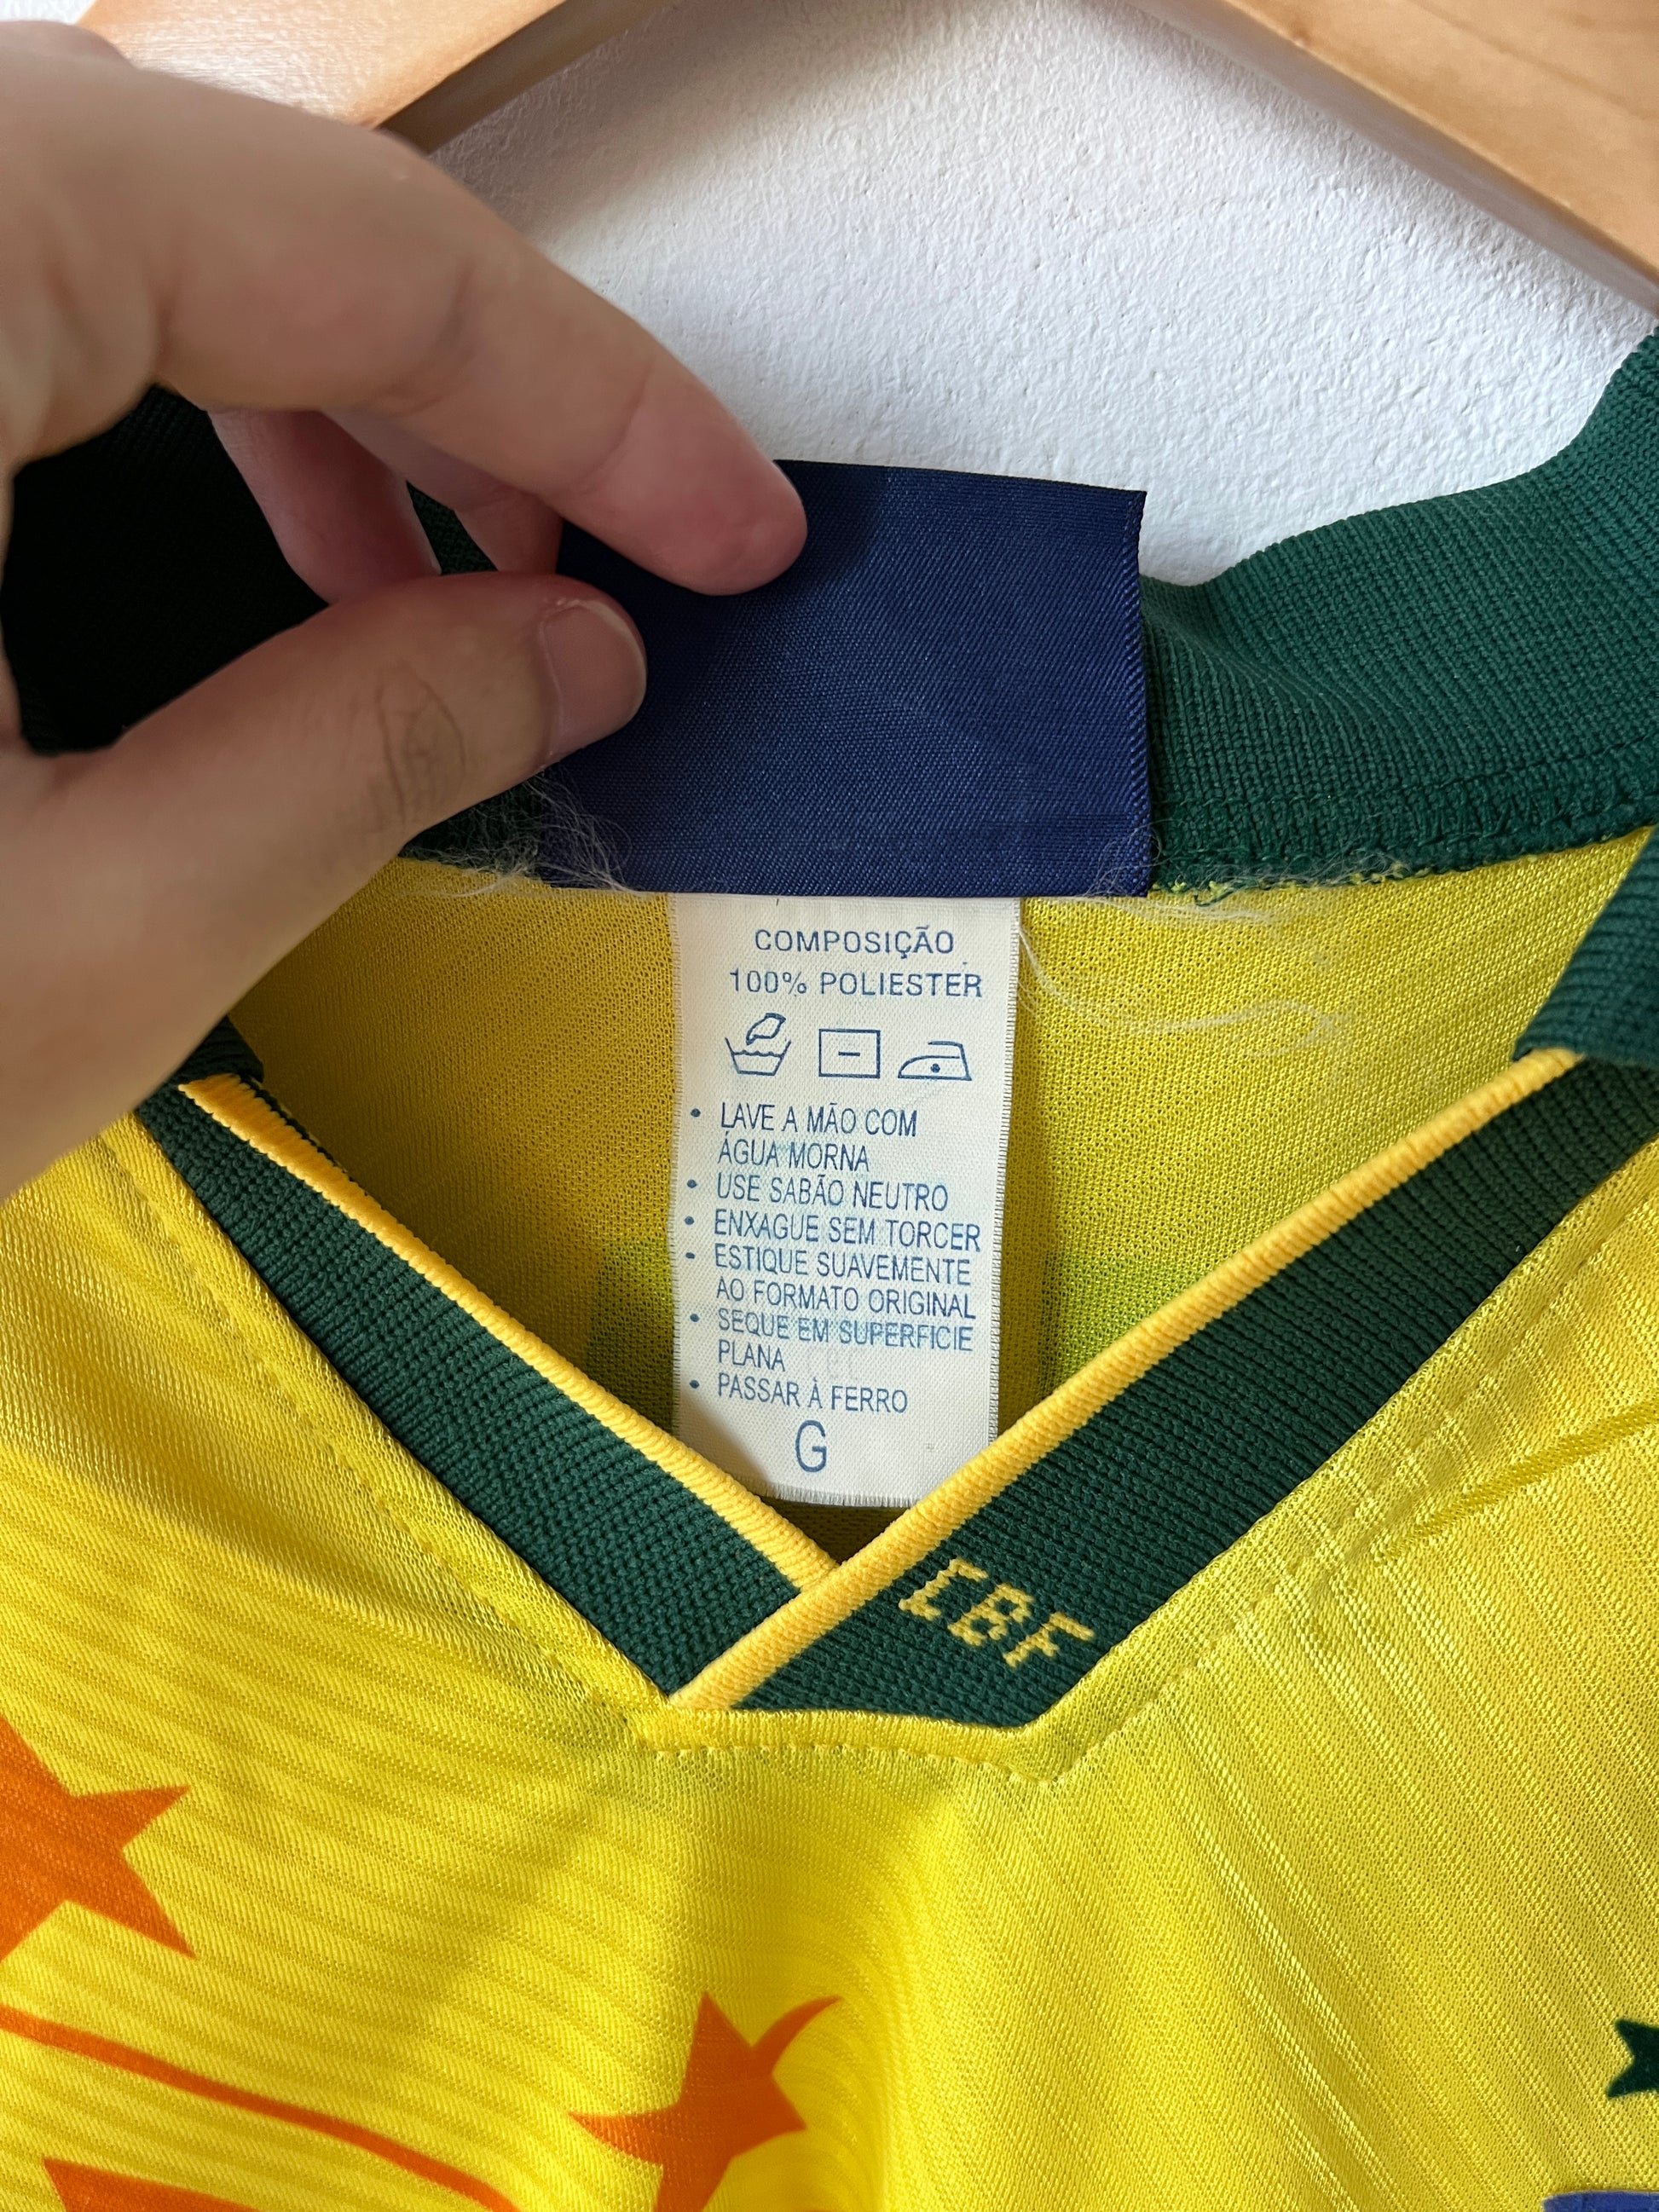 COMPOSIÇÃO
100% POLIESTER
• LAVE A MÃO COM
ÁGUA MORNA
• USE SABÃO NEUTRO
• ENXAGUE SEM TORCER
• ESTIQUE SUAVEMENTE
AO FORMATO ORIGINAL
• SEQUE EM SUPERFICIE
PLANA
• PASSAR À FERRO
G
CBF